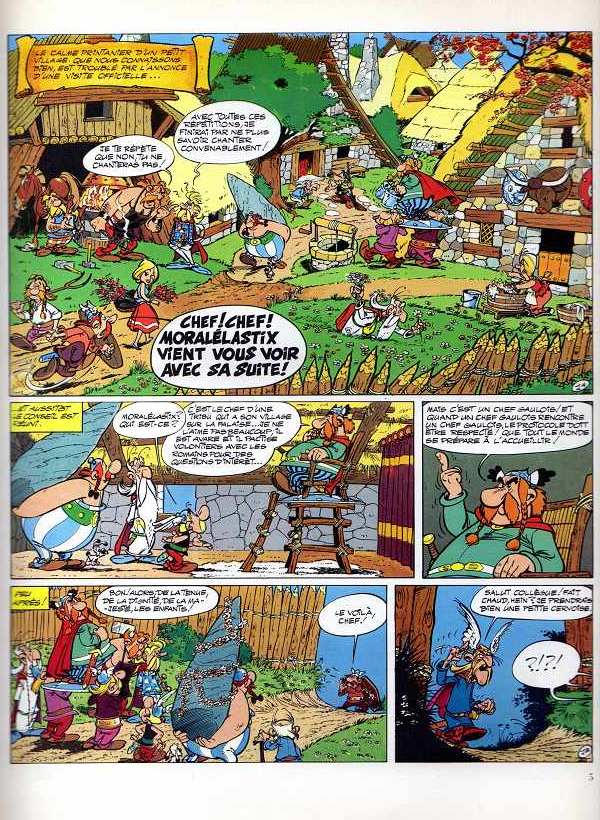 LE CALME PRINTANIER D'UN PETIT
VILLAGE QUE NOUS CONNAISSONS
BIEN, EST TROUBLÉ PAR L'ANNONCE
D'UNE VISITE OFFICIELLE...
JE TE RÉPÈTE
QUE NON, TU NE
CHANTERAS PAS!
AVEC TOUTES CES
RÉPÉTITIONS, JE
FINIRAI PAR NE PLUS
SAVOIR CHANTER
CONVENABLEMENT!
CHEF! CHEF!
MORALÉLASTIX
VIENT VOUS VOIR
AVEC SA SUITE!
...ET AUSSITÔT
LE CONSEIL EST
RÉUNI.
MORALÉLASTIX?
QUI EST-CE?
C'EST LE CHEF D'UNE
TRIBU QUI A SON VILLAGE
SUR LA FALAISE... JE NE
L'AIME PAS BEAUCOUP, IL
EST AVARE ET IL PACTISE
VOLONTIERS AVEC LES
ROMAINS POUR DES
QUESTIONS D'INTÉRÊT...
MAIS C'EST UN CHEF GAULOIS! ET
QUAND UN CHEF GAULOIS RENCONTRE
UN CHEF GAULOIS, LE PROTOCOLE DOIT
ÊTRE RESPECTÉ! QUE TOUT LE MONDE
SE PRÉPARE À L'ACCUEILLIR!
PEU
APRÈS!
BON! ALORS, DE LA TENUE,
DE LA DIGNITÉ, DE LA MA-
JESTÉ, LES ENFANTS!
LE VOILÀ,
CHEF!
SALUT COLLÈGUE! FAIT
CHAUD, HEIN? JE PRENDRAIS
BIEN UNE PETITE CERVOISE.
?!?!
5